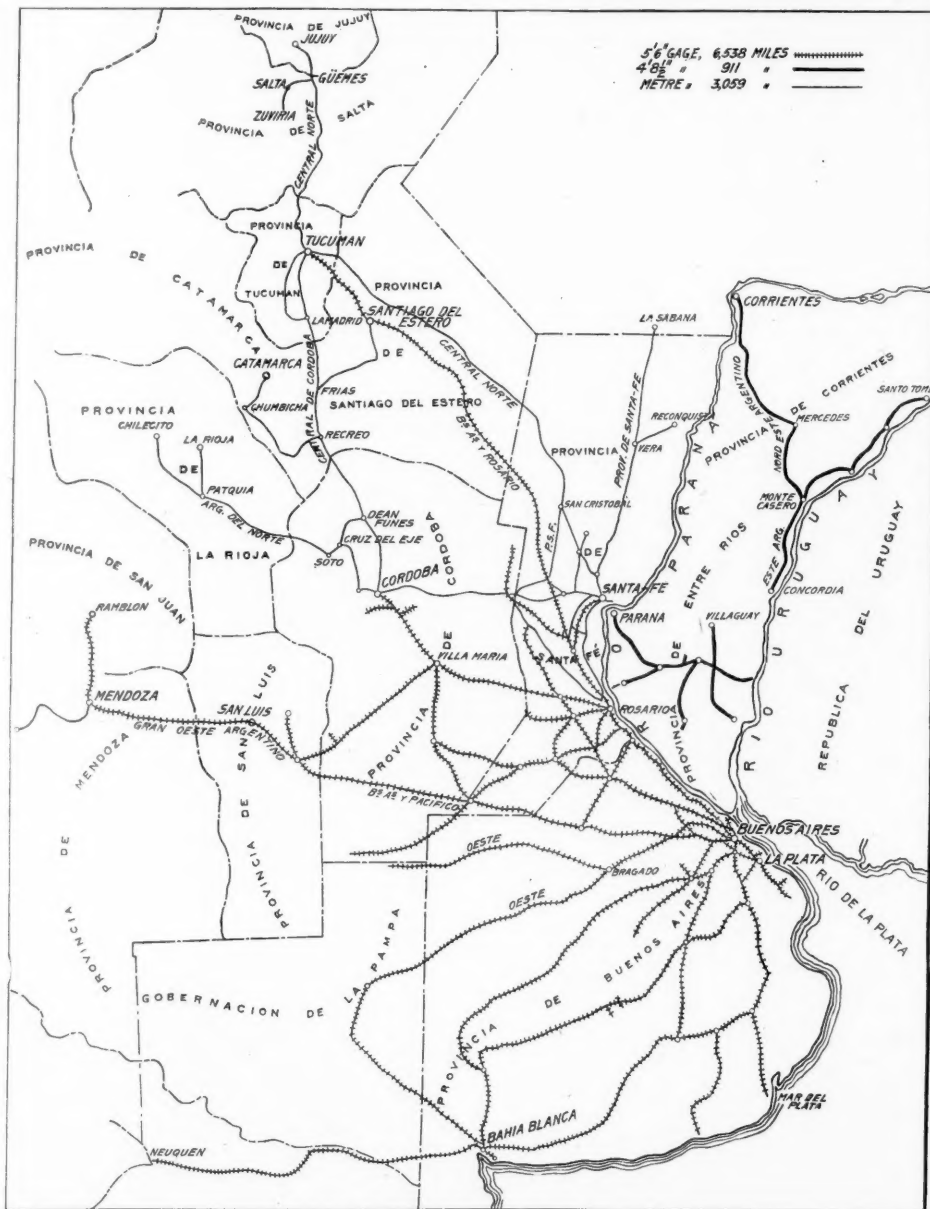 5'6" GAGE, 6,538 MILES
4'8½" " 911 "
METRE " 3,059 "
PROVINCIA DE JUJUY
JUJUY
GÜEMES
SALTA
ZUVIRIA
PROVINCIA DE SALTA
CENTRAL NORTE
PROVINCIA
TUCUMAN
DE
TUCUMAN
PROVINCIA DE CATAMARCA
PROVINCIA
SANTIAGO DEL ESTERO
LAMADRID
DE
CATAMARCA
CENTRAL DE CORDOBA
FRIAS
SANTIAGO DEL ESTERO
CHUMBICHA
RECREO
CENTRAL NORTE
Bs As Y ROSARIO
LA SABANA
CORRIENTES
PROVINCIA DE CORRIENTES
SANTO TOME
NORD ESTE ARGENTINO
MERCEDES
RECONQUISTA
VERA
PROV. DE SANTA-FE
PROVINCIA
SAN CRISTOBAL
P.S.F.
DE
MONTE CASERO
ESTE ARG.
CONCORDIA
PROVINCIA
CHILECITO
LA RIOJA
DE
PATQUIA
ARG. DEL NORTE
LA RIOJA
DEAN FUNES
CRUZ DEL EJE
SOTO
CORDOBA
CORDOBA
SANTA-FE
PARANA
RIO PARANA
PROVINCIA DE ENTRE RIOS
VILLAGUAY
RIO URUGUAY
REPUBLICA DEL URUGUAY
PROVINCIA DE SAN JUAN
RAMBLON
VILLA MARIA
SANTA FE
ROSARIO
MENDOZA
SAN LUIS
GRAN OESTE ARGENTINO
PROVINCIA DE
Bs As Y PACIFICO
PROVINCIA DE SAN LUIS
PROVINCIA DE MENDOZA
OESTE
BRAGADO
OESTE
BUENOS AIRES
LA PLATA
RIO DE LA PLATA
GOBERNACION DE LA PAMPA
PROVINCIA DE BUENOS AIRES
MAR DEL PLATA
BAHIA BLANCA
NEUQUEN